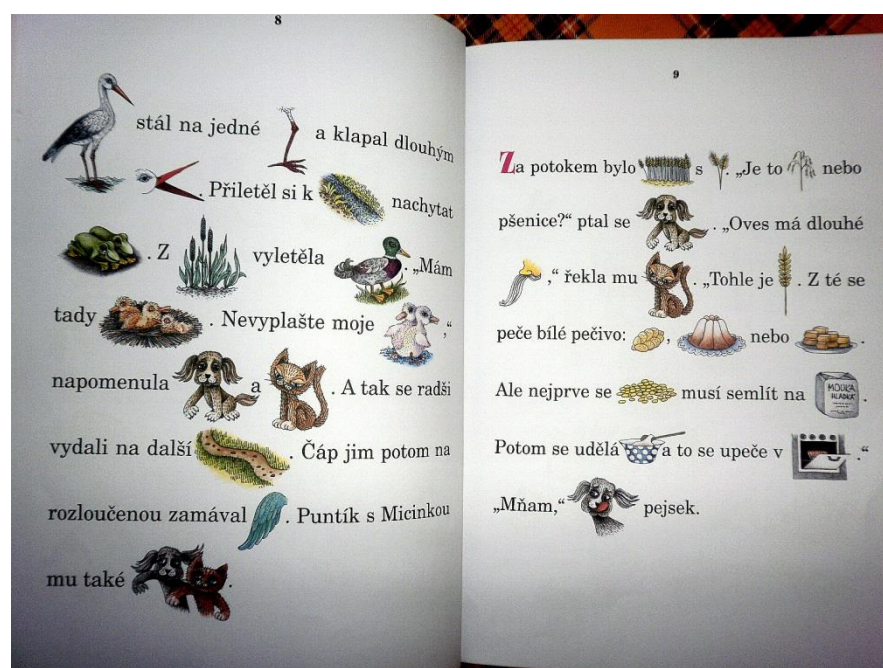 8
stál na jedné a klapal dlouhým
. Přiletěl si k nachytat
. Z vyletěla . „Mám
tady . Nevyplašte moje ,“
napomenula a . A tak se radši
vydali na další . Čáp jim potom na
rozloučenou zamával . Puntík s Micinkou
mu také .
9
Za potokem bylo s . „Je to nebo
pšenice?“ ptal se . „Oves má dlouhé
,“ řekla mu . „Tohle je . Z té se
peče bílé pečivo: , nebo .
Ale nejprve se musí semlít na .
MOUKA
HLADKÁ
Potom se udělá a to se upeče v .“
„Mňam,“ pejsek.